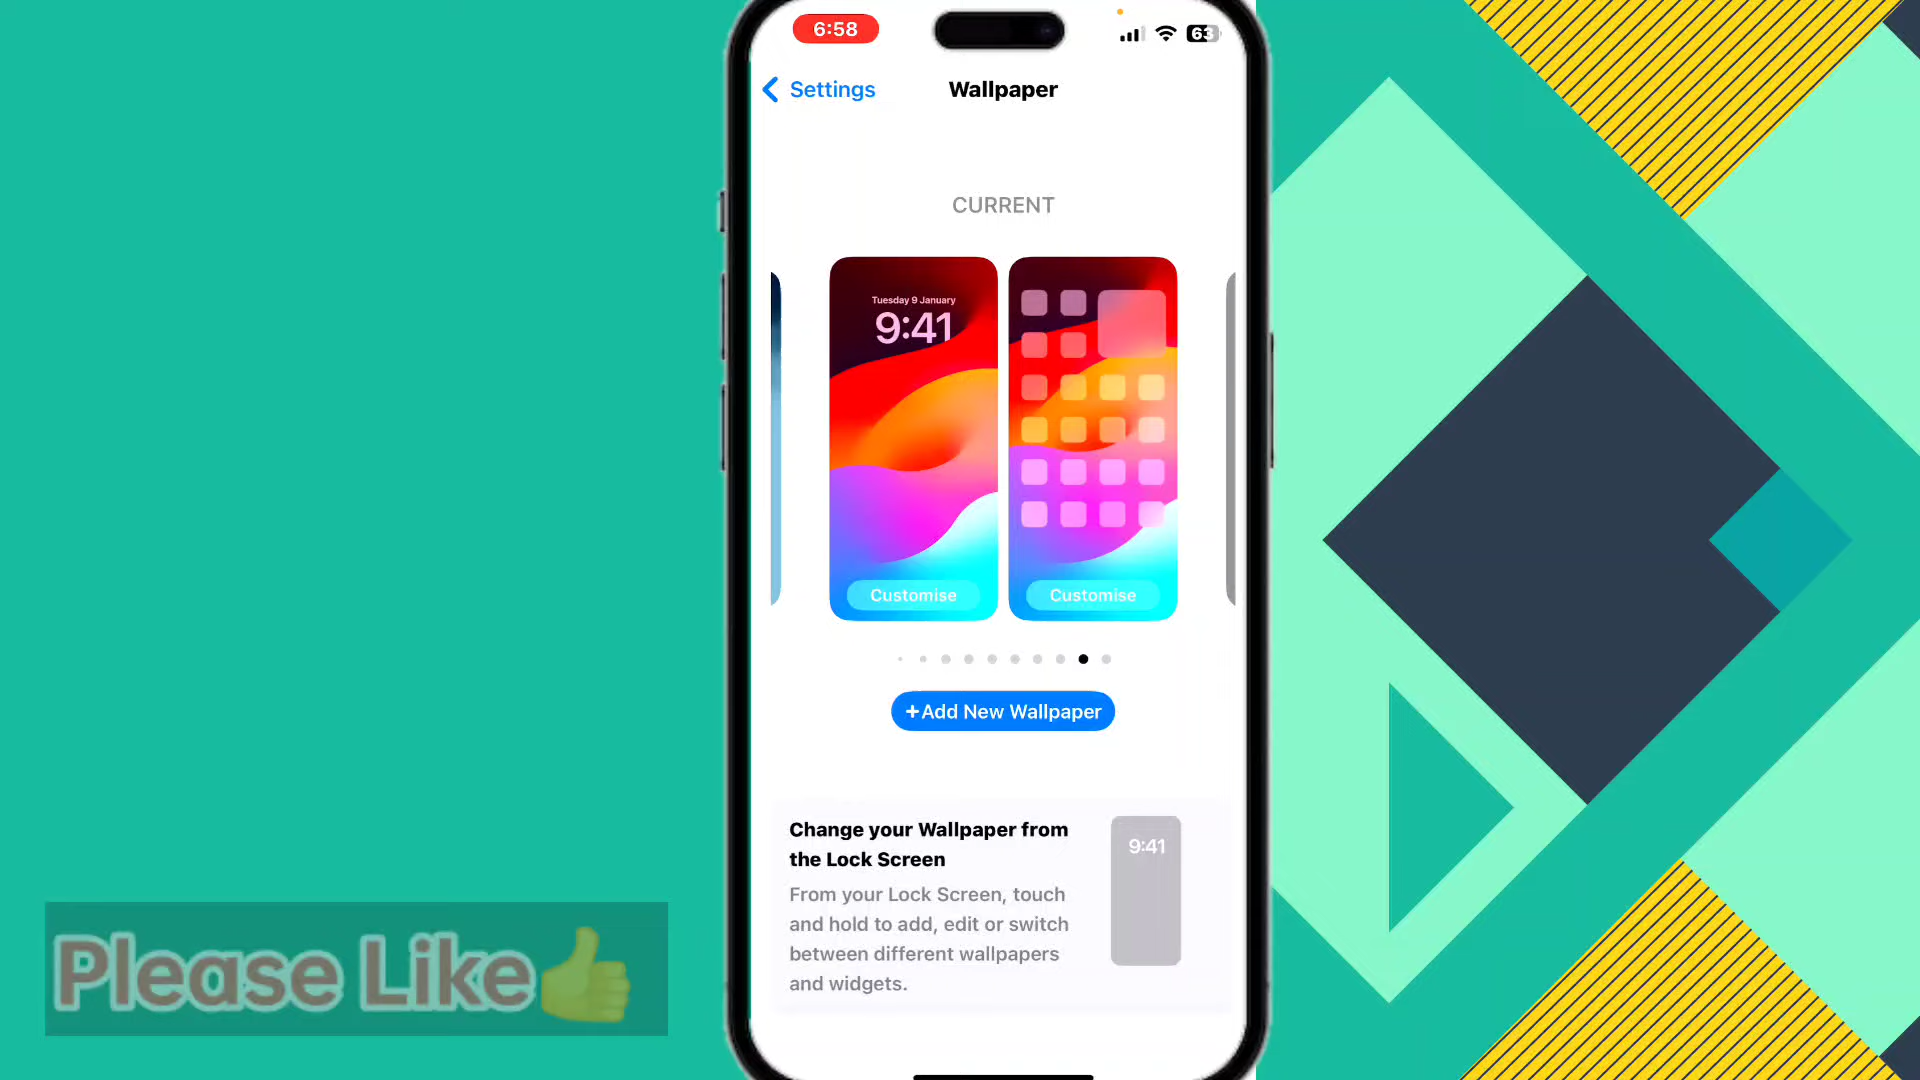 6:58
63
Settings
Wallpaper
CURRENT
Tuesday 9 January
9:41
Customise
Customise
+Add New Wallpaper
Change your Wallpaper from
the Lock Screen
9:41
From your Lock Screen, touch
and hold to add, edit or switch
between different wallpapers
and widgets.
Please Like👍